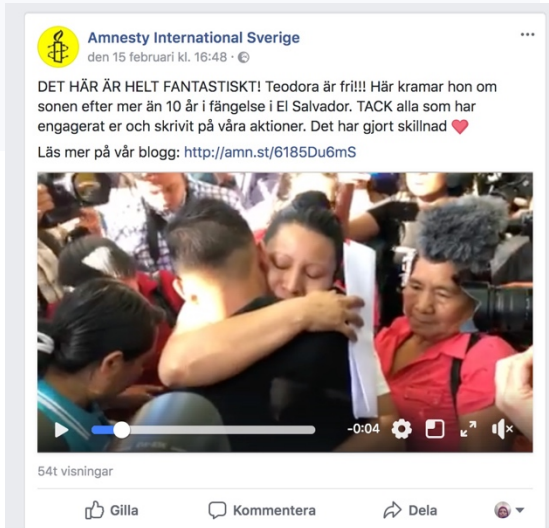 Amnesty International Sverige
den 15 februari kl. 16:48 ·
DET HÄR ÄR HELT FANTASTISKT! Teodora är fri!!! Här kramar hon om
sonen efter mer än 10 år i fängelse i El Salvador. TACK alla som har
engagerat er och skrivit på våra aktioner. Det har gjort skillnad ❤
Läs mer på vår blogg: http://amn.st/6185Du6mS
-0:04
54t visningar
Gilla Kommentera Dela